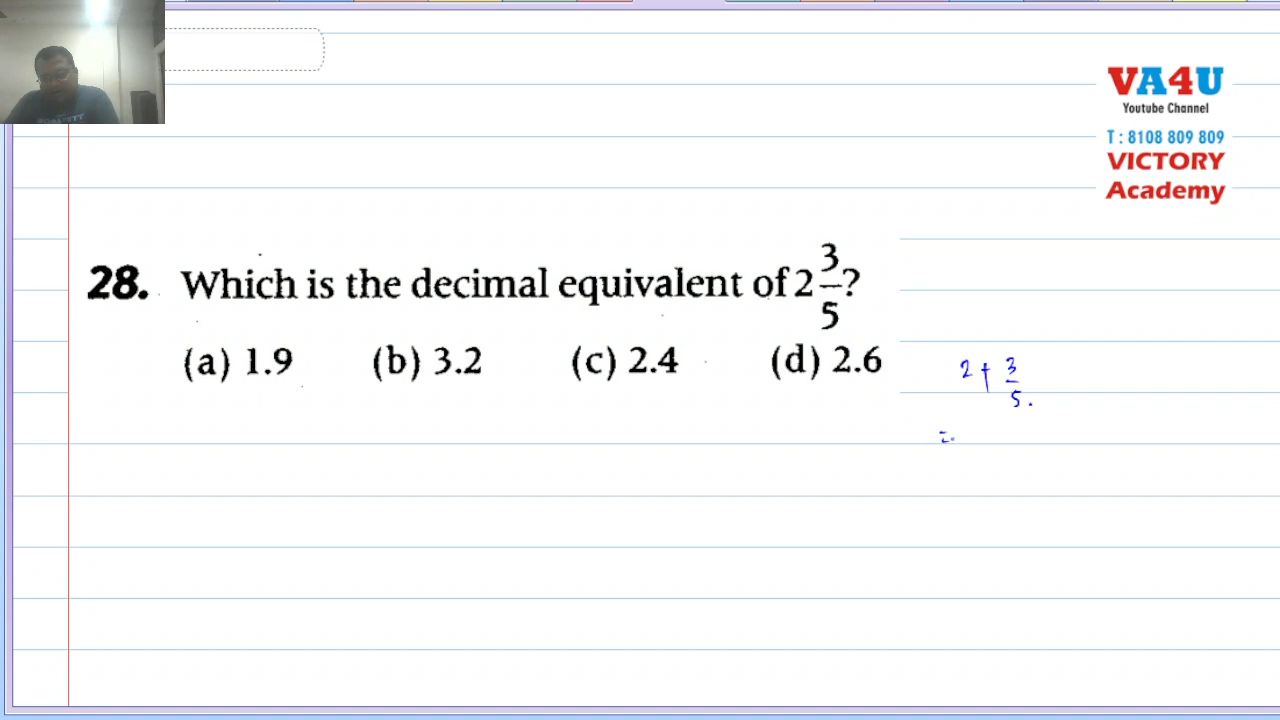 VA4U
Youtube Channel
T : 8108 809 809
VICTORY
Academy
28. Which is the decimal equivalent of 2 3/5?
(a) 1.9 (b) 3.2 (c) 2.4 (d) 2.6
2 + 3/5.
=